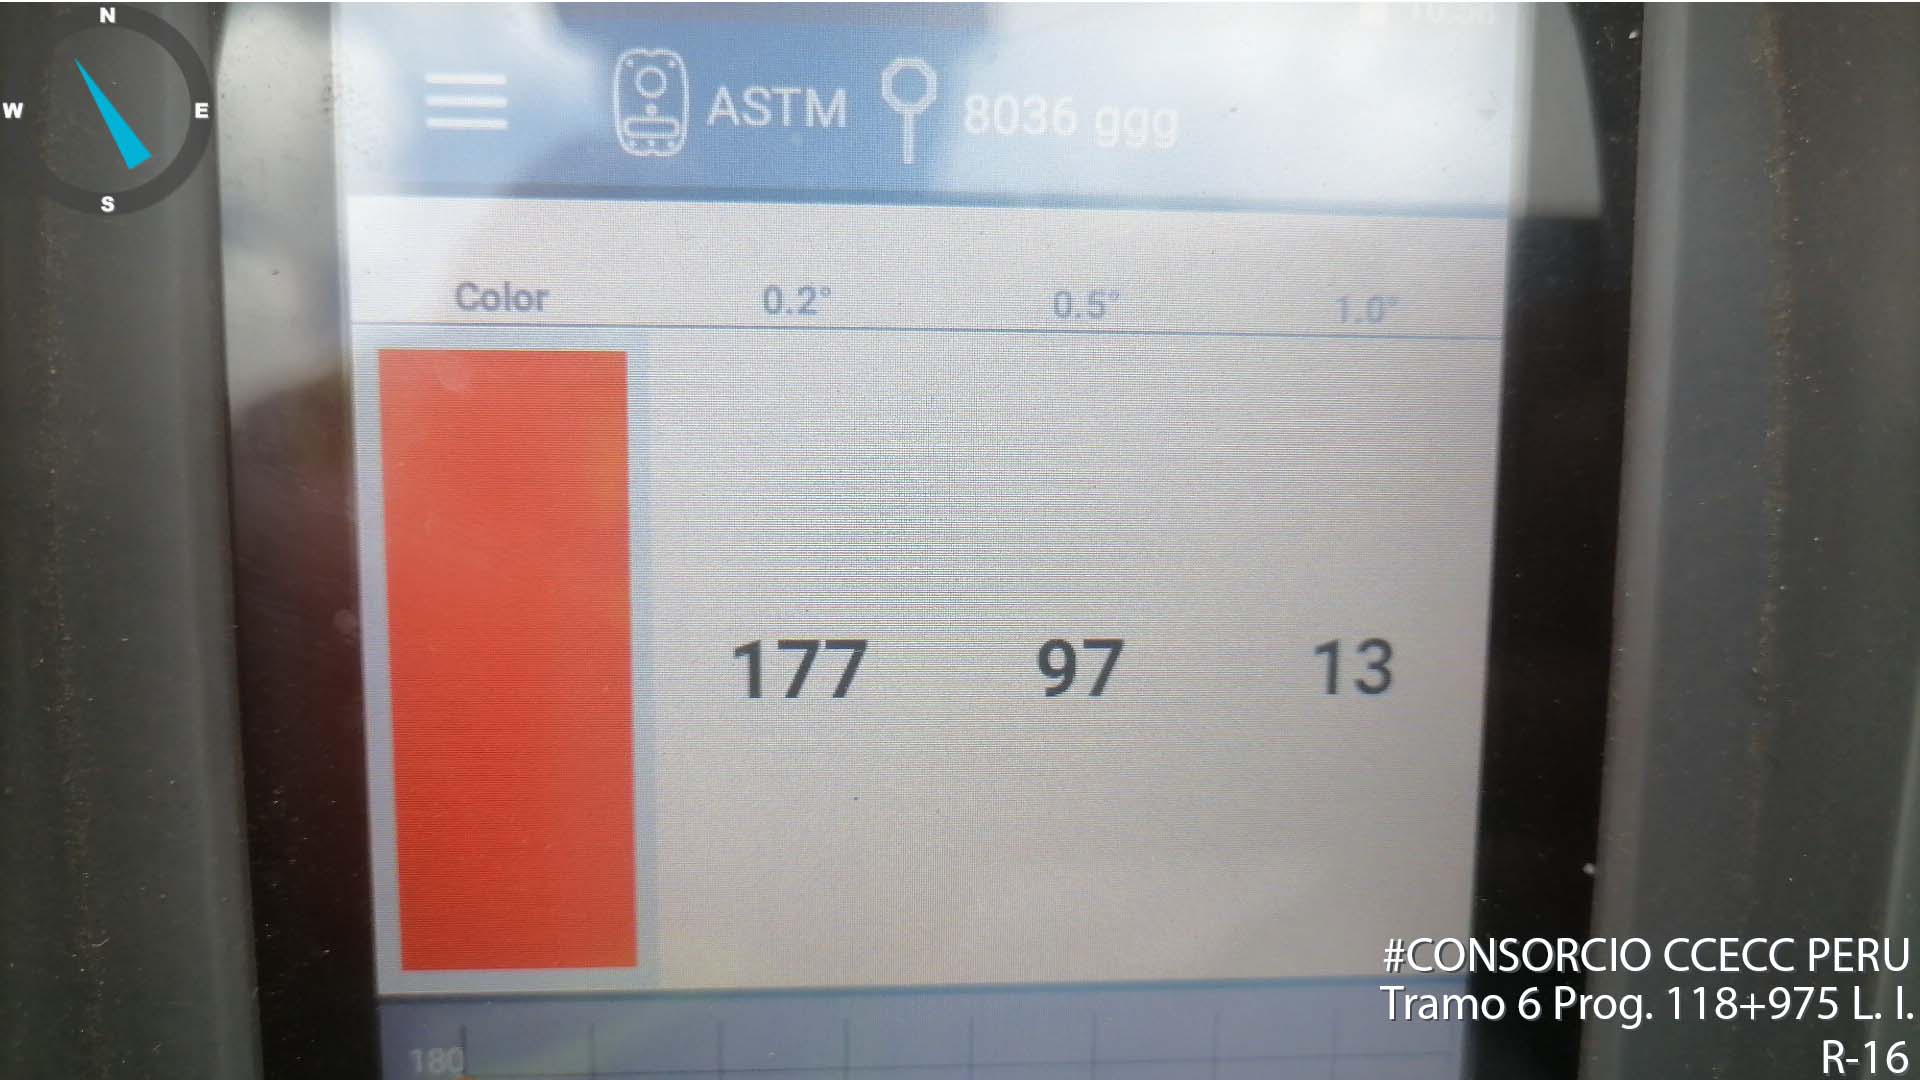 N
W
E
S
ASTM
8036 ggg
Color
0.2°
0.5°
1.0°
177
97
13
180
#CONSORCIO CCECC PERU
Tramo 6 Prog. 118+975 L. I.
R-16